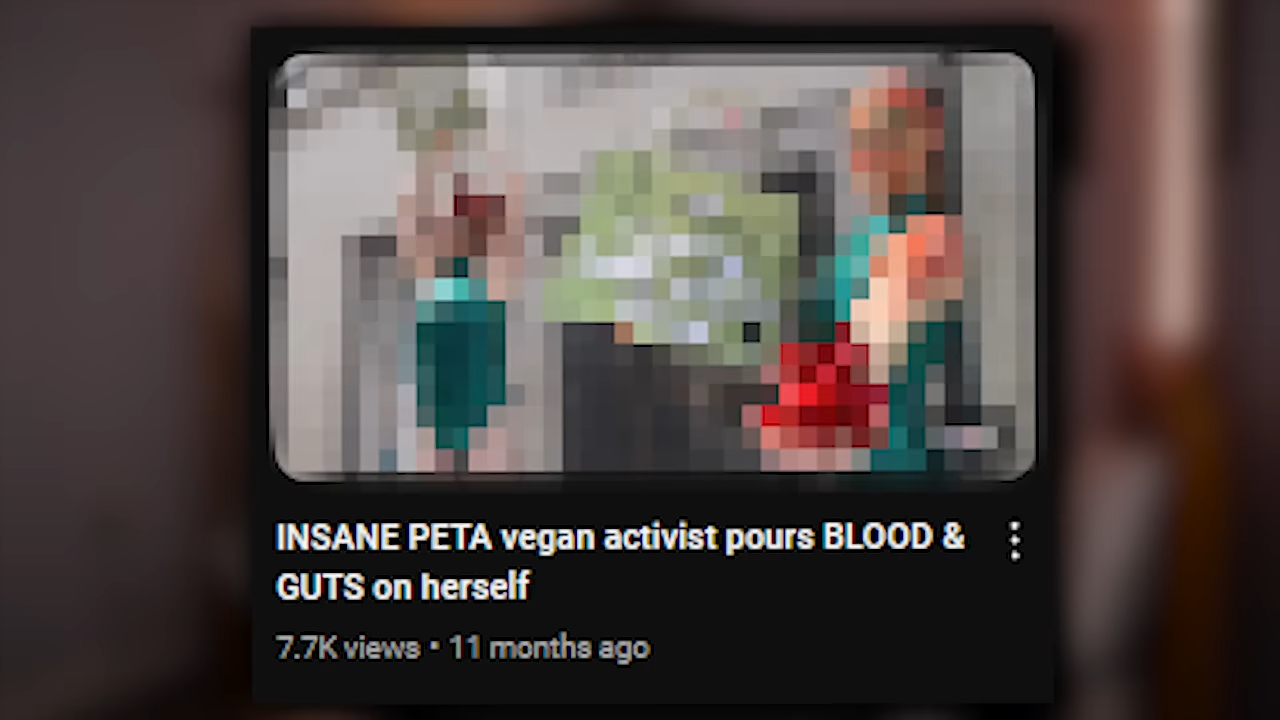 INSANE PETA vegan activist pours BLOOD &
GUTS on herself
7.7K views • 11 months ago